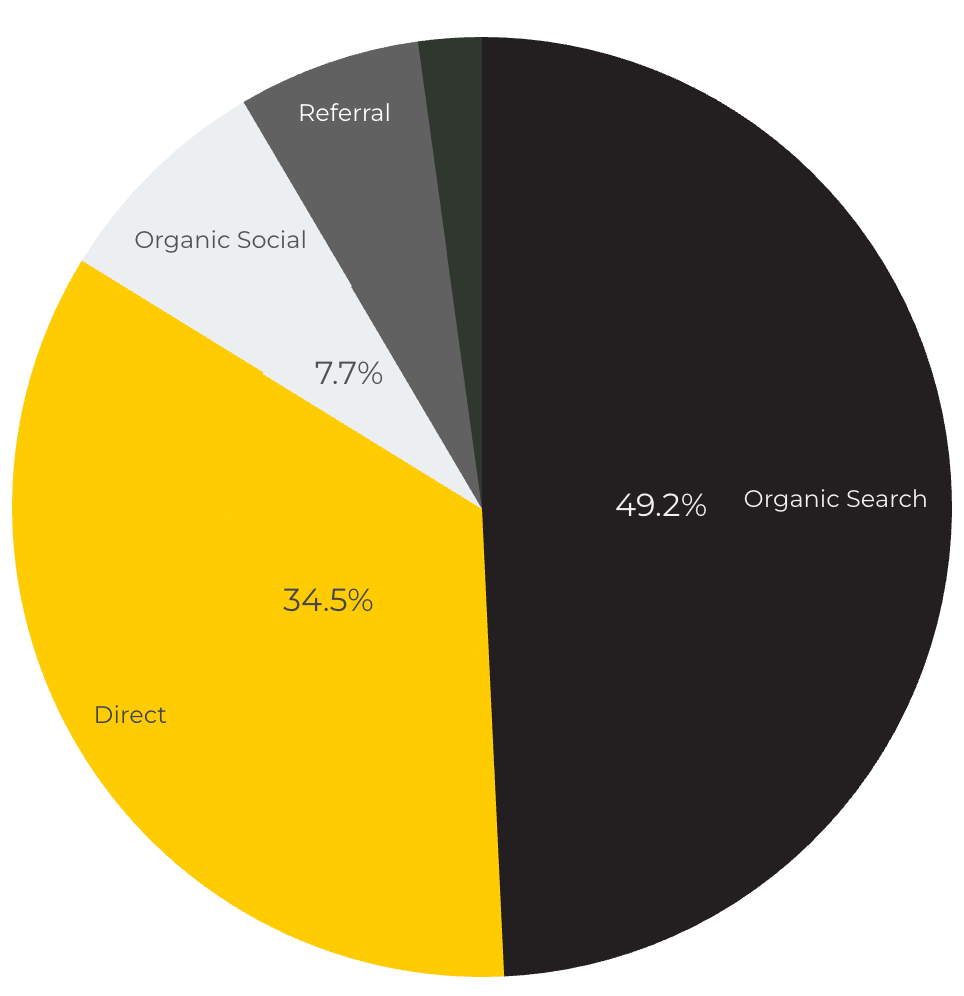 Referral
Organic Social
7.7%
49.2%
Organic Search
34.5%
Direct